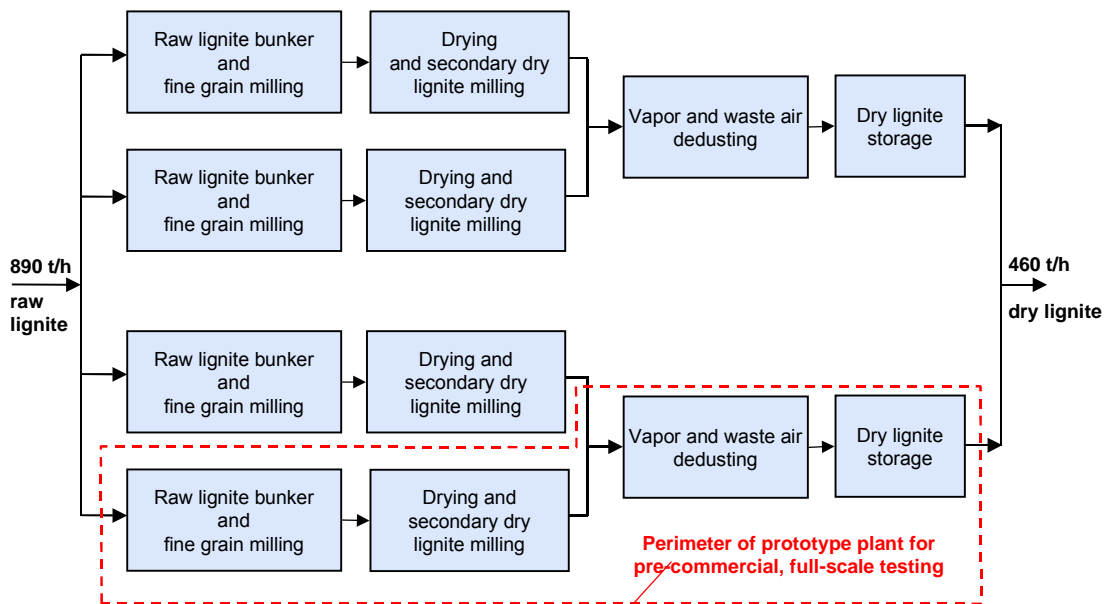 Raw lignite bunker
and
fine grain milling
Drying
and secondary dry
lignite milling
Vapor and waste air
dedusting
Dry lignite
storage
Raw lignite bunker
and
fine grain milling
Drying and
secondary dry
lignite milling
890 t/h
raw
lignite
460 t/h
dry lignite
Raw lignite bunker
and
fine grain milling
Drying and
secondary dry
lignite milling
Vapor and waste air
dedusting
Dry lignite
storage
Raw lignite bunker
and
fine grain milling
Drying and
secondary dry
lignite milling
Perimeter of prototype plant for
pre-commercial, full-scale testing